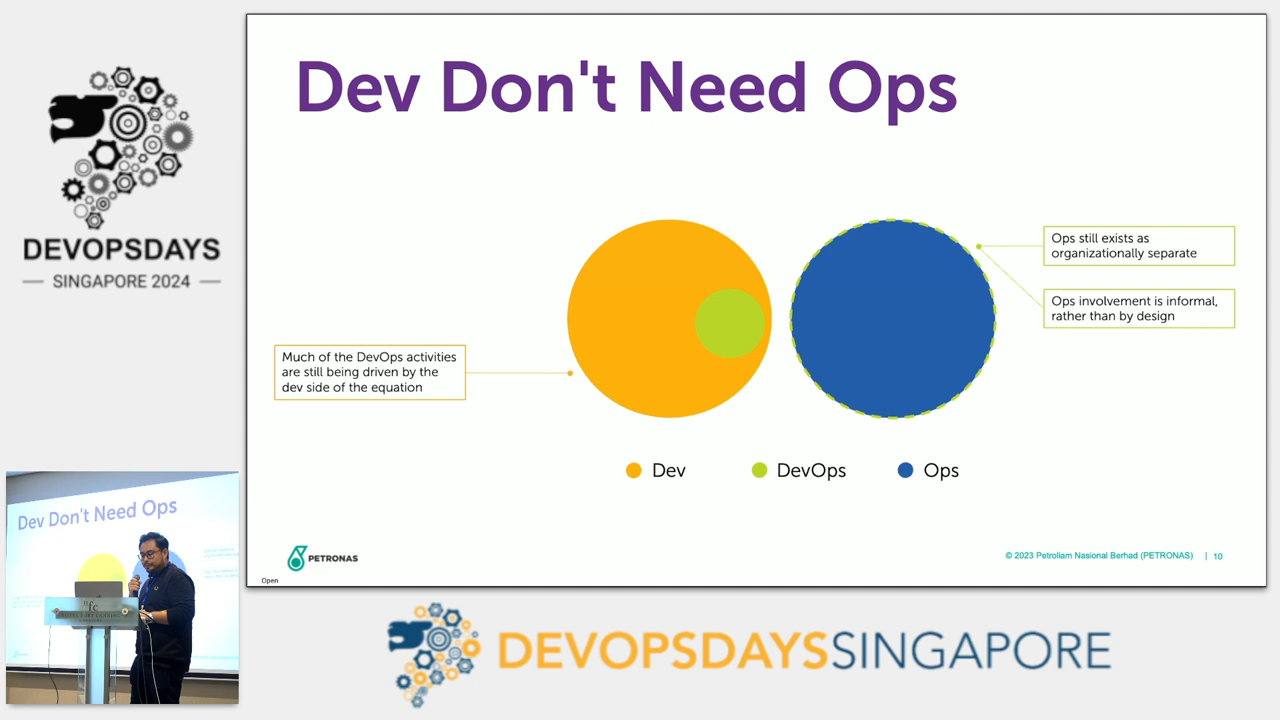 DEVOPSDAYS
SINGAPORE 2024
Dev Don't Need Ops
Ops still exists as
organizationally separate
Ops involvement is informal,
rather than by design
Much of the DevOps activities
are still being driven by the
dev side of the equation
Dev
DevOps
Ops
PETRONAS
© 2023 Petroliam Nasional Berhad (PETRONAS) | 10
Open
Dev Don't Need Ops
DEVOPSDAYSSINGAPORE